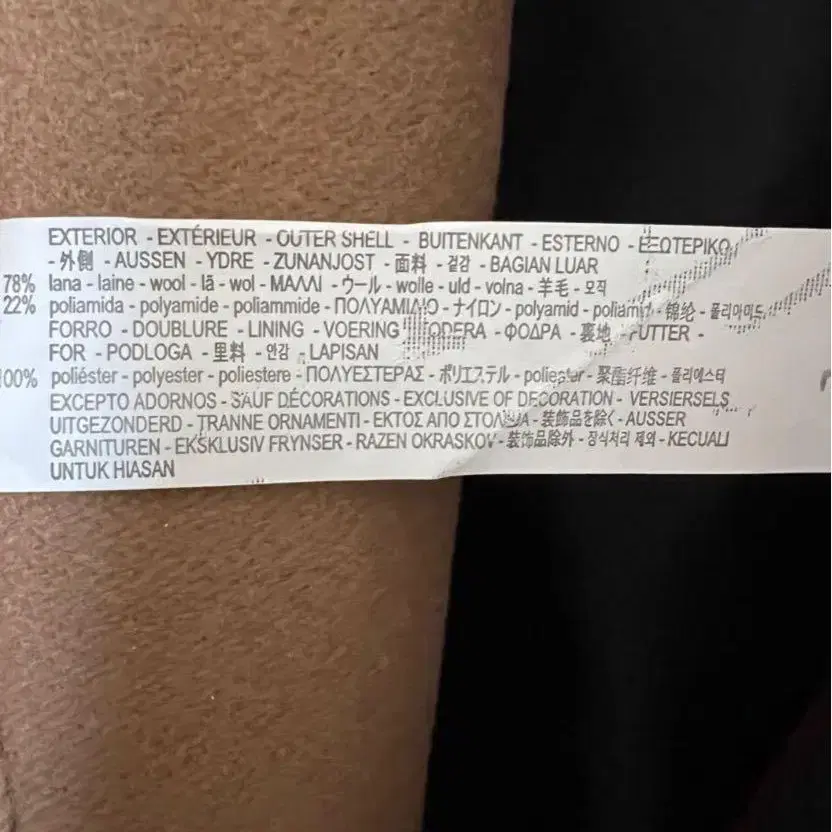 EXTERIOR - EXTÉRIEUR - OUTER SHELL - BUITENKANT - ESTERNO - ΕΞΩΤΕΡΙΚΟ
- 外側 - AUSSEN - YDRE - ZUNANJOST - 面料 - 겉감 - BAGIAN LUAR
78% lana - laine - wool - lã - wol - ΜΑΛΛΙ - ウール - wolle - uld - volna - 羊毛 - 모직
22% poliamida - polyamide - poliammide - ΠΟΛΥΑΜΙΔΙΟ - ナイロン - polyamid - poliamid - 锦纶 - 폴리아미드
FORRO - DOUBLURE - LINING - VOERING - FODERA - ΦΟΔΡΑ - 裏地 - FUTTER -
FOR - PODLOGA - 里料 - 안감 - LAPISAN
100% poliéster - polyester - poliestere - ΠΟΛΥΕΣΤΕΡΑΣ - ポリエステル - poliester - 聚酯纤维 - 폴리에스터
EXCEPTO ADORNOS - SAUF DÉCORATIONS - EXCLUSIVE OF DECORATION - VERSIERSELS
UITGEZONDERD - TRANNE ORNAMENTI - ΕΚΤΟΣ ΑΠΟ ΣΤΟΛΙΔΙΑ - 装飾品を除く - AUSSER
GARNITUREN - EKSKLUSIV FRYNSER - RAZEN OKRASKOV - 装饰品除外 - 장식처리 제외 - KECUALI
UNTUK HIASAN